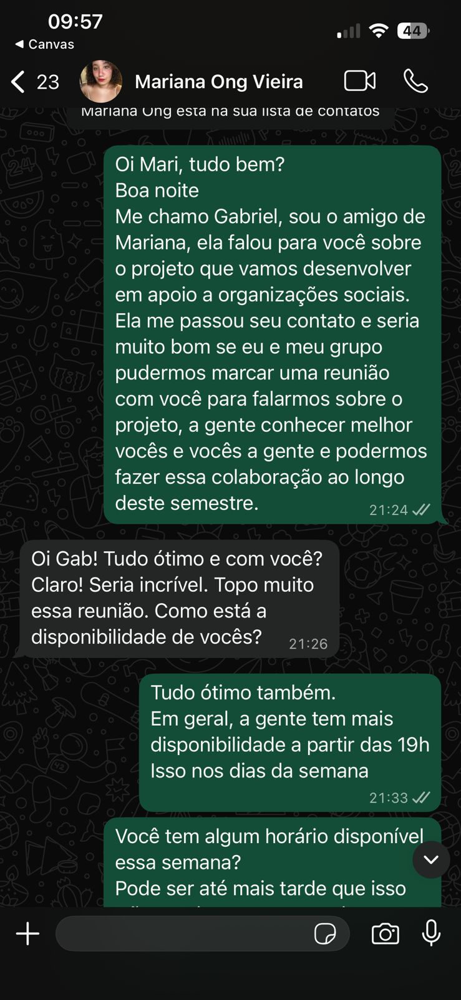 09:57
44
Canvas
23
Mariana Ong Vieira
Mariana Ong está na sua lista de contatos
Oi Mari, tudo bem?
Boa noite
Me chamo Gabriel, sou o amigo de
Mariana, ela falou para você sobre
o projeto que vamos desenvolver
em apoio a organizações sociais.
Ela me passou seu contato e seria
muito bom se eu e meu grupo
pudermos marcar uma reunião
com você para falarmos sobre o
projeto, a gente conhecer melhor
vocês e vocês a gente e podermos
fazer essa colaboração ao longo
deste semestre.
21:24
Oi Gab! Tudo ótimo e com você?
Claro! Seria incrível. Topo muito
essa reunião. Como está a
disponibilidade de vocês?
21:26
Tudo ótimo também.
Em geral, a gente tem mais
disponibilidade a partir das 19h
Isso nos dias da semana
21:33
Você tem algum horário disponível
essa semana?
Pode ser até mais tarde que isso